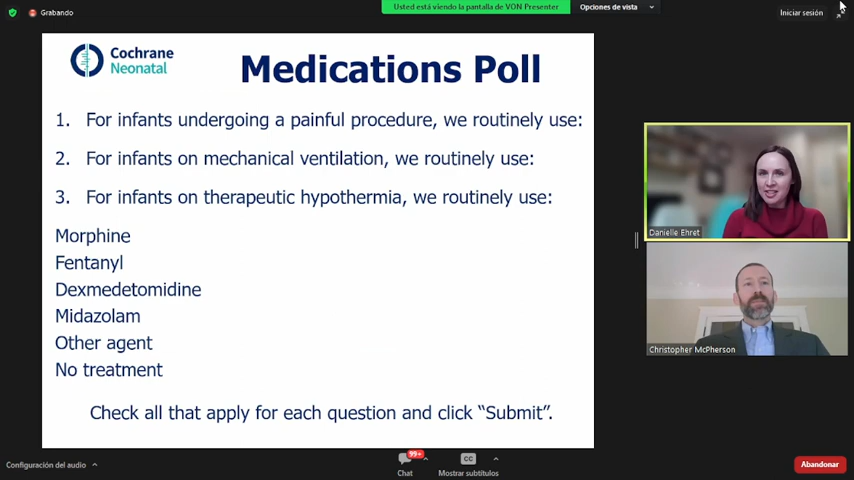 Grabando
Usted está viendo la pantalla de VON Presenter
Opciones de vista
Iniciar sesión
Cochrane
Neonatal
Medications Poll
1. For infants undergoing a painful procedure, we routinely use:
2. For infants on mechanical ventilation, we routinely use:
3. For infants on therapeutic hypothermia, we routinely use:
Morphine
Fentanyl
Dexmedetomidine
Midazolam
Other agent
No treatment
Check all that apply for each question and click “Submit”.
Danielle Ehret
Christopher McPherson
Configuración del audio
99+
Chat
CC
Mostrar subtítulos
Abandonar